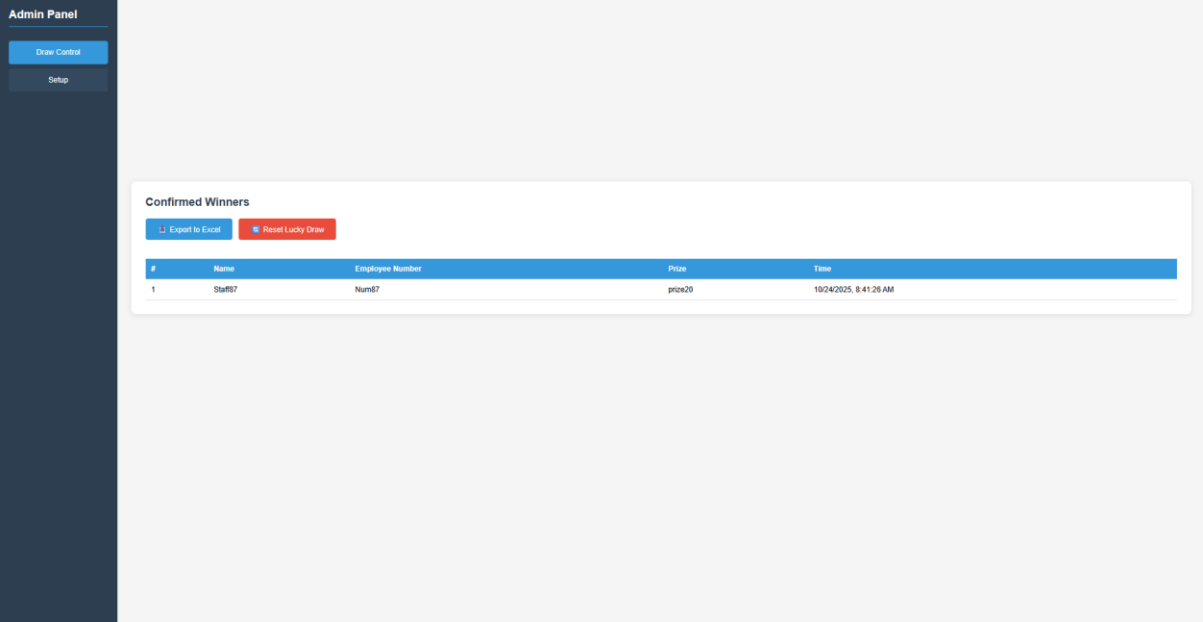 Admin Panel
Draw Control
Setup
Confirmed Winners
Export to Excel
Reset Lucky Draw
# Name Employee Number Prize Time
1 Staff87 Num87 prize20 10/24/2025, 8:41:26 AM